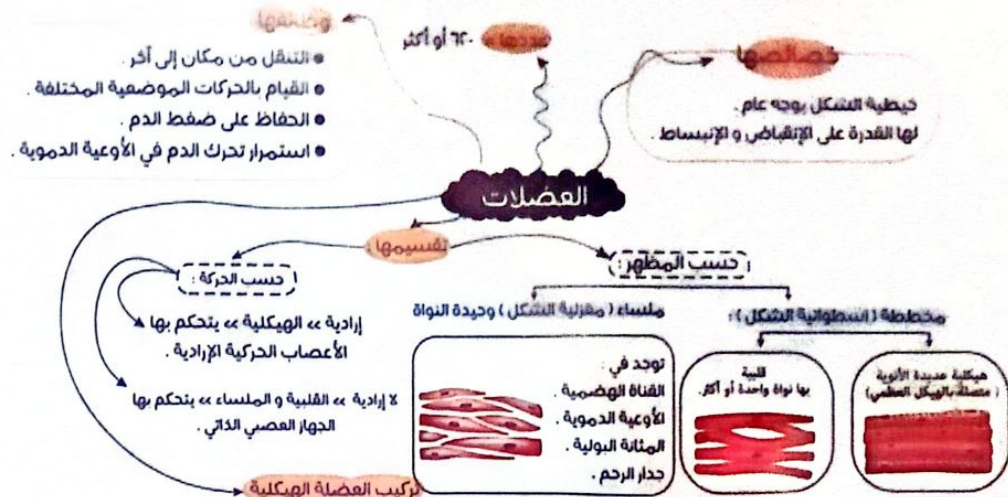 خصائصها
خيطية الشكل بوجه عام .
لها القدرة على الإنقباض و الإنبساط .
عددها » ٦٢٠ أو أكثر
وظائفها
● التنقل من مكان إلى آخر .
● القيام بالحركات الموضعية المختلفة .
● الحفاظ على ضغط الدم .
● استمرار تحرك الدم في الأوعية الدموية .
العضلات
تقسيمها :
حسب المظهر :
مخططة ( اسطوانية الشكل ) :
هيكلية عديدة الأنوية
( متصلة بالهيكل العظمي )
قلبية
بها نواة واحدة أو أكثر.
ملساء ( مغزلية الشكل ) وحيدة النواة
توجد في :
القناة الهضمية .
الأوعية الدموية .
المثانة البولية .
جدار الرحم .
حسب الحركة :
إرادية << الهيكلية << يتحكم بها
الأعصاب الحركية الإرادية .
لا إرادية << القلبية و الملساء << يتحكم بها
الجهاز العصبي الذاتي .
تركيب العضلة الهيكلية